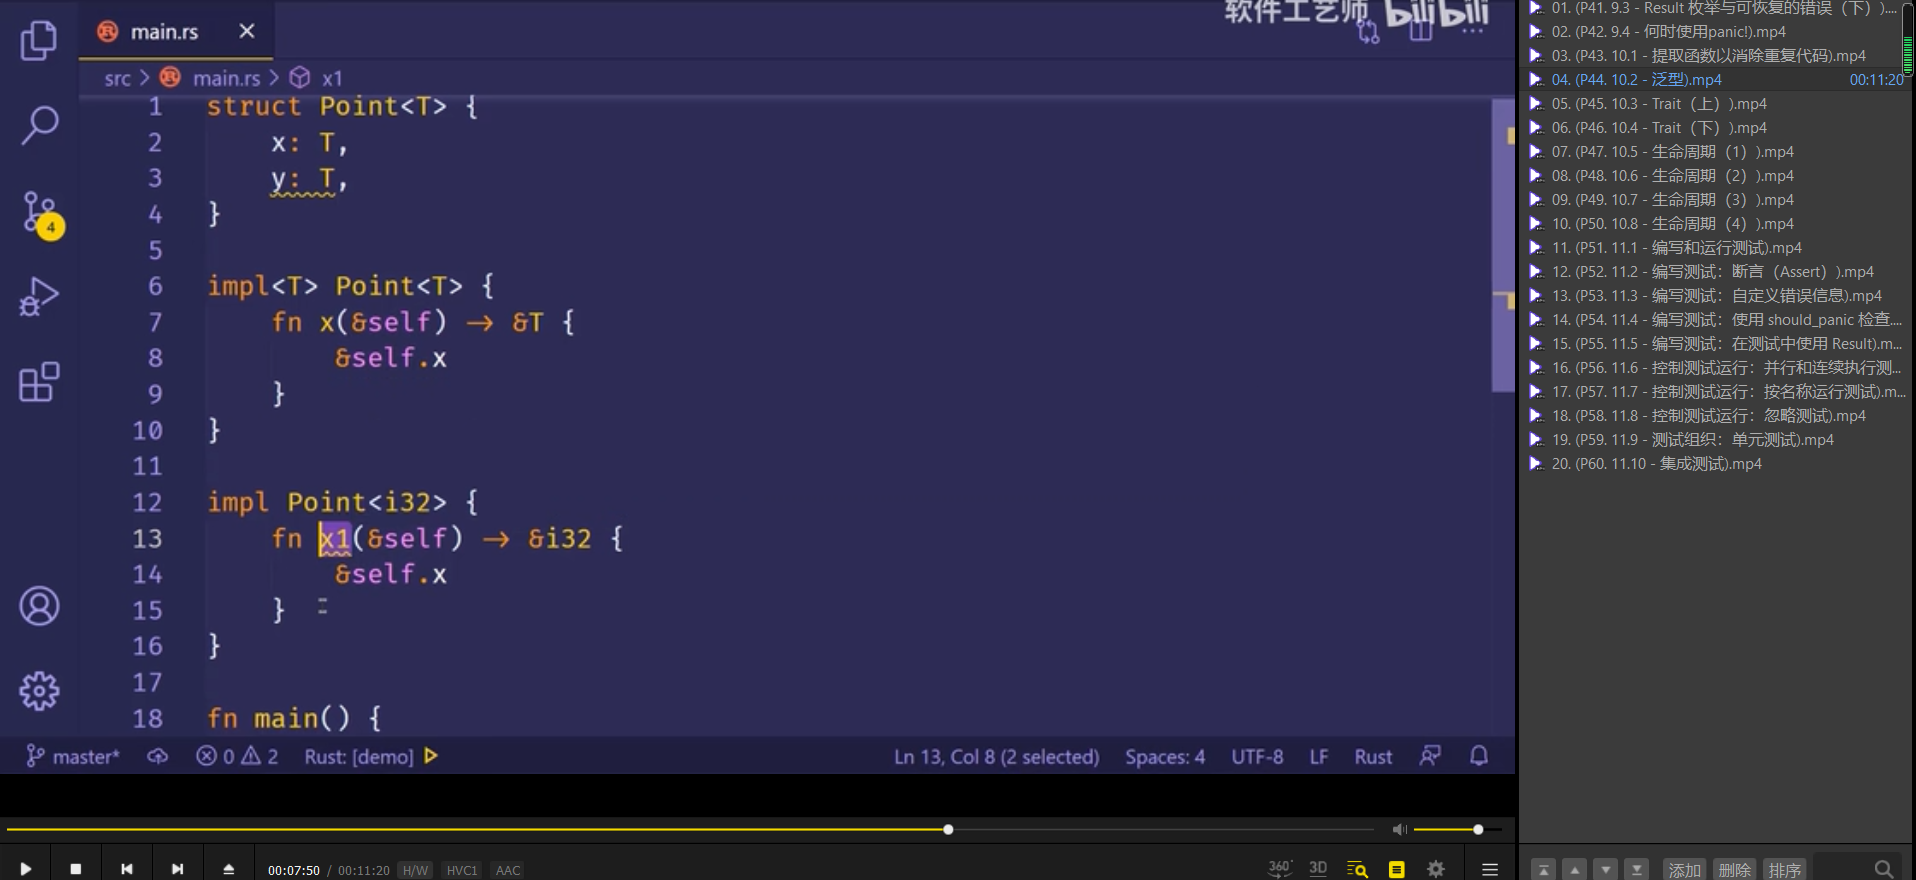 main.rs
软件工艺师 bilibili
src > main.rs > x1
1 struct Point<T> {
2 x: T,
3 y: T,
4 }
5
6 impl<T> Point<T> {
7 fn x(&self) -> &T {
8 &self.x
9 }
10 }
11
12 impl Point<i32> {
13 fn x1(&self) -> &i32 {
14 &self.x
15 }
16 }
17
18 fn main() {
4
master* 0 2 Rust: [demo] Ln 13, Col 8 (2 selected) Spaces: 4 UTF-8 LF Rust
00:07:50 / 00:11:20 H/W HVC1 AAC 360° 3D
01. (P41. 9.3 - Result 枚举与可恢复的错误（下）)....
02. (P42. 9.4 - 何时使用panic!).mp4
03. (P43. 10.1 - 提取函数以消除重复代码).mp4
04. (P44. 10.2 - 泛型).mp4 00:11:20
05. (P45. 10.3 - Trait（上）).mp4
06. (P46. 10.4 - Trait（下）).mp4
07. (P47. 10.5 - 生命周期（1）).mp4
08. (P48. 10.6 - 生命周期（2）).mp4
09. (P49. 10.7 - 生命周期（3）).mp4
10. (P50. 10.8 - 生命周期（4）).mp4
11. (P51. 11.1 - 编写和运行测试).mp4
12. (P52. 11.2 - 编写测试：断言（Assert）).mp4
13. (P53. 11.3 - 编写测试：自定义错误信息).mp4
14. (P54. 11.4 - 编写测试：使用 should_panic 检查....
15. (P55. 11.5 - 编写测试：在测试中使用 Result).m...
16. (P56. 11.6 - 控制测试运行：并行和连续执行测...
17. (P57. 11.7 - 控制测试运行：按名称运行测试).m...
18. (P58. 11.8 - 控制测试运行：忽略测试).mp4
19. (P59. 11.9 - 测试组织：单元测试).mp4
20. (P60. 11.10 - 集成测试).mp4
添加 删除 排序